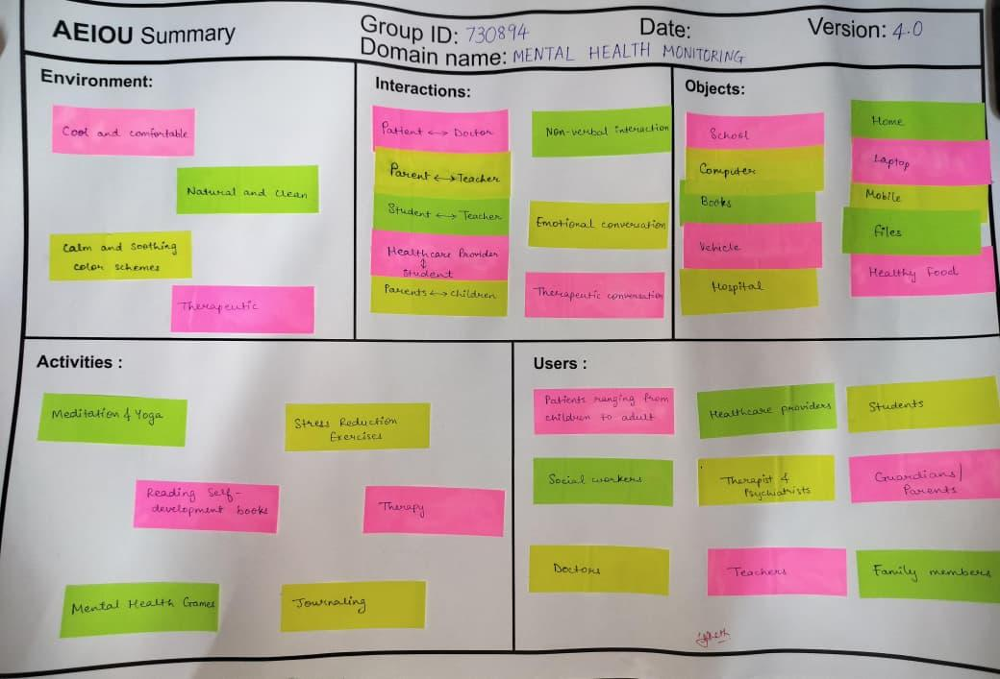 AEIOU Summary
Group ID: 730894
Date:
Version: 4.0
Domain name: MENTAL HEALTH MONITORING
Environment:
Cool and comfortable
Natural and clean
Calm and soothing
color schemes
Therapeutic
Interactions:
Patient <-> Doctor
Parent <-> Teacher
Student <-> Teacher
Healthcare Provider
↕
Student
Parents <-> children
Non-verbal interaction
Emotional conversation
Therapeutic conversation
Objects:
School
Computer
Books
Vehicle
Hospital
Home
Laptop
Mobile
Files
Healthy Food
Activities :
Meditation & Yoga
Stress Reduction
Exercises
Reading Self-
development books
Therapy
Mental Health Games
Journaling
Users :
Patients ranging from
children to adult
Healthcare providers
Students
Social workers
Therapist &
Psychiatrists
Guardians/
Parents
Doctors
Teachers
Family members